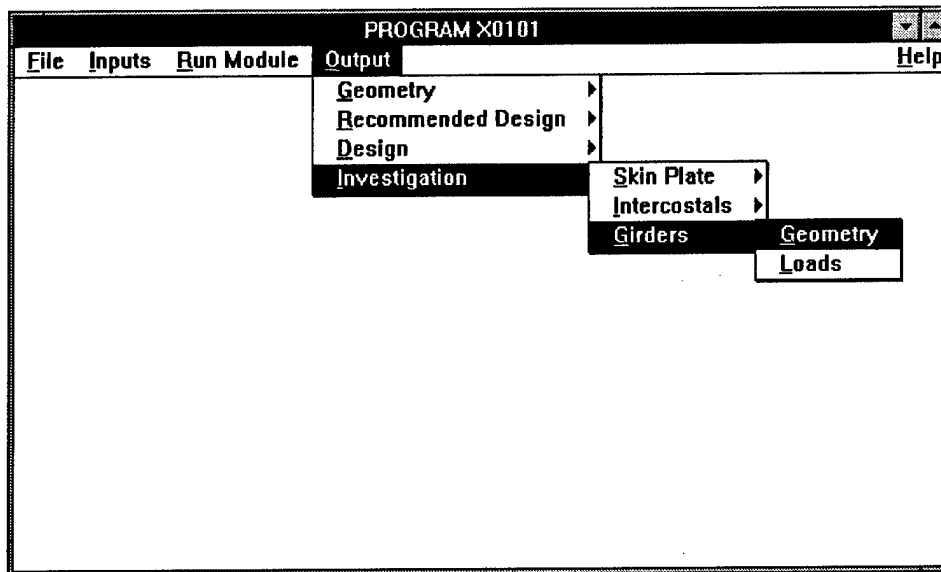 PROGRAM X0101
File Inputs Run Module Output Help
Geometry
Recommended Design
Design
Investigation Skin Plate
Intercostals
Girders Geometry
Loads